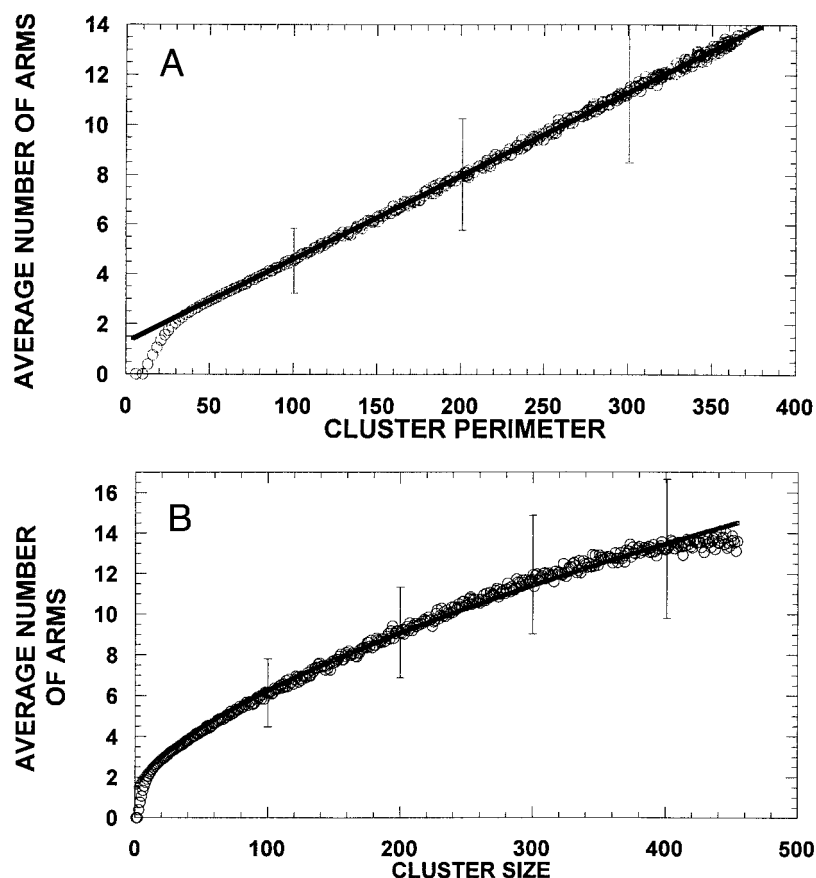 A
AVERAGE NUMBER OF ARMS
14
12
10
8
6
4
2
0
0 50 100 150 200 250 300 350 400
CLUSTER PERIMETER
B
AVERAGE NUMBER
OF ARMS
16
14
12
10
8
6
4
2
0
0 100 200 300 400 500
CLUSTER SIZE